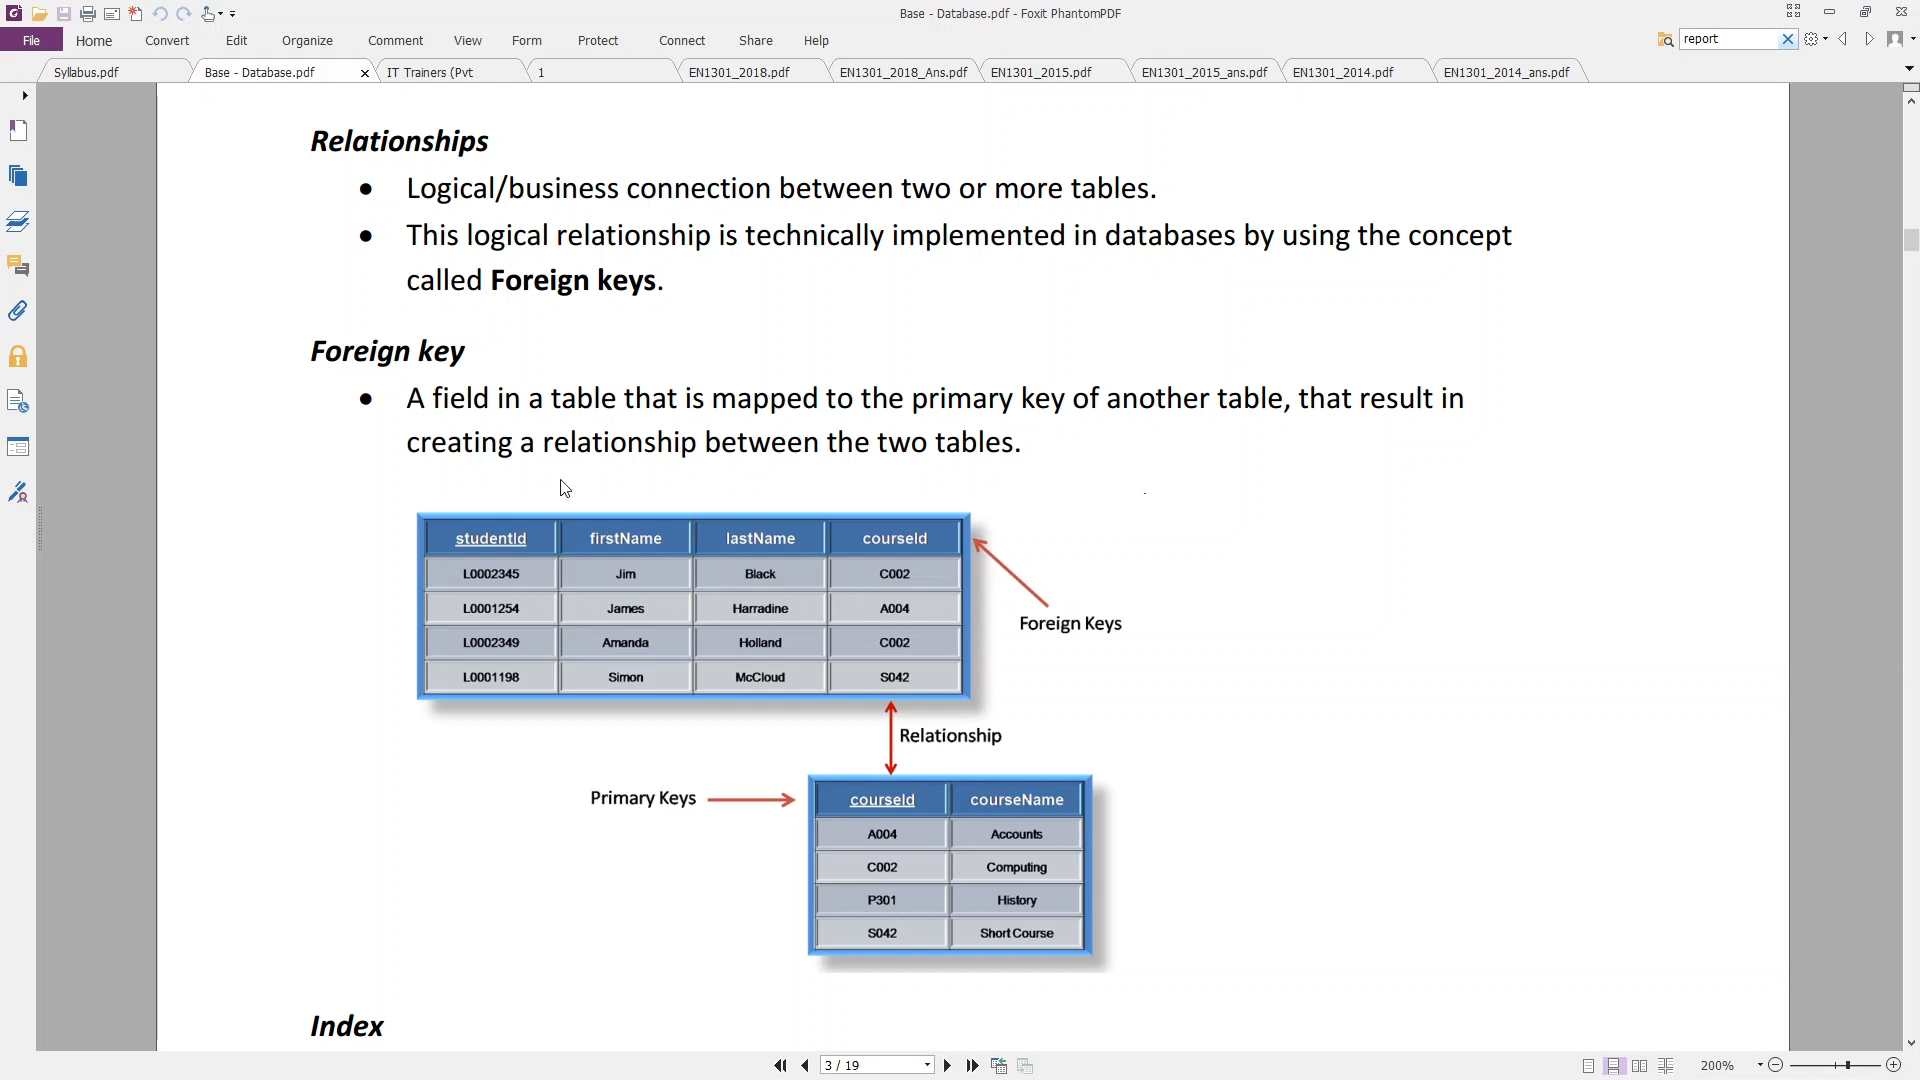 Base - Database.pdf - Foxit PhantomPDF
File Home Convert Edit Organize Comment View Form Protect Connect Share Help report
Syllabus.pdf Base - Database.pdf IT Trainers (Pvt 1 EN1301_2018.pdf EN1301_2018_Ans.pdf EN1301_2015.pdf EN1301_2015_ans.pdf EN1301_2014.pdf EN1301_2014_ans.pdf
Relationships
• Logical/business connection between two or more tables.
• This logical relationship is technically implemented in databases by using the concept
called Foreign keys.
Foreign key
• A field in a table that is mapped to the primary key of another table, that result in
creating a relationship between the two tables.
studentId firstName lastName courseId
L0002345 Jim Black C002
L0001254 James Harradine A004
L0002349 Amanda Holland C002
L0001198 Simon McCloud S042
Foreign Keys
Relationship
Primary Keys
courseId courseName
A004 Accounts
C002 Computing
P301 History
S042 Short Course
Index
3 / 19 200%